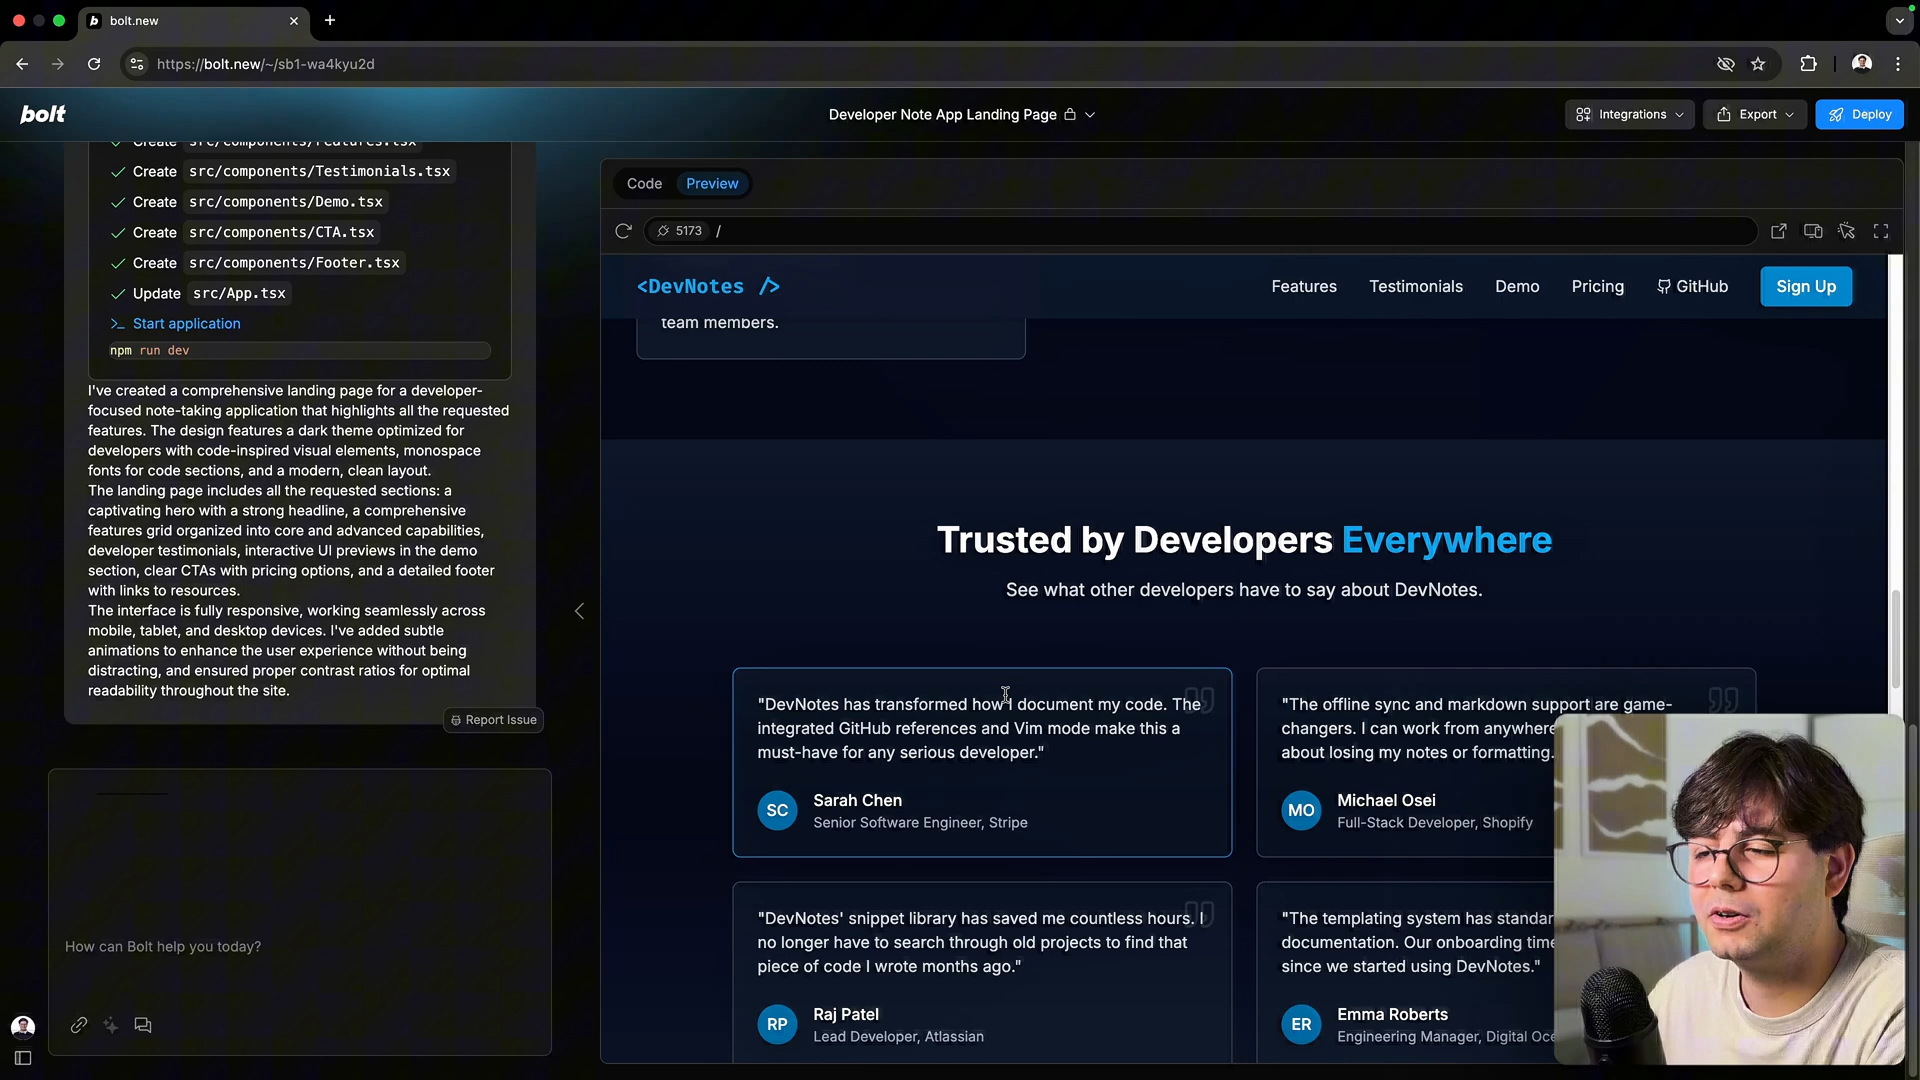 bolt.new
https://bolt.new/~/sb1-wa4kyu2d
bolt
Developer Note App Landing Page
Integrations
Export
Deploy
Create src/components/Features.tsx
Create src/components/Testimonials.tsx
Create src/components/Demo.tsx
Create src/components/CTA.tsx
Create src/components/Footer.tsx
Update src/App.tsx
Start application
npm run dev
I've created a comprehensive landing page for a developer-
focused note-taking application that highlights all the requested
features. The design features a dark theme optimized for
developers with code-inspired visual elements, monospace
fonts for code sections, and a modern, clean layout.
The landing page includes all the requested sections: a
captivating hero with a strong headline, a comprehensive
features grid organized into core and advanced capabilities,
developer testimonials, interactive UI previews in the demo
section, clear CTAs with pricing options, and a detailed footer
with links to resources.
The interface is fully responsive, working seamlessly across
mobile, tablet, and desktop devices. I've added subtle
animations to enhance the user experience without being
distracting, and ensured proper contrast ratios for optimal
readability throughout the site.
Report Issue
How can Bolt help you today?
Code
Preview
5173 /
<DevNotes />
Features
Testimonials
Demo
Pricing
GitHub
Sign Up
team members.
Trusted by Developers Everywhere
See what other developers have to say about DevNotes.
"DevNotes has transformed how I document my code. The
integrated GitHub references and Vim mode make this a
must-have for any serious developer."
SC
Sarah Chen
Senior Software Engineer, Stripe
"The offline sync and markdown support are game-
changers. I can work from anywhere
about losing my notes or formatting.
MO
Michael Osei
Full-Stack Developer, Shopify
"DevNotes' snippet library has saved me countless hours. I
no longer have to search through old projects to find that
piece of code I wrote months ago."
RP
Raj Patel
Lead Developer, Atlassian
"The templating system has standar
documentation. Our onboarding time
since we started using DevNotes."
ER
Emma Roberts
Engineering Manager, Digital Oce